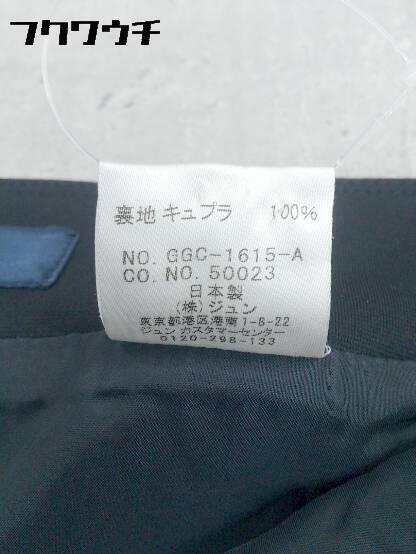 フクワウチ
裏地 キュプラ 100%
NO. GGC-1615-A
CO. NO. 50023
日本製
(株)ジュン
東京都港区港南1-8-22
ジュン カスタマーセンター
0120-298-133